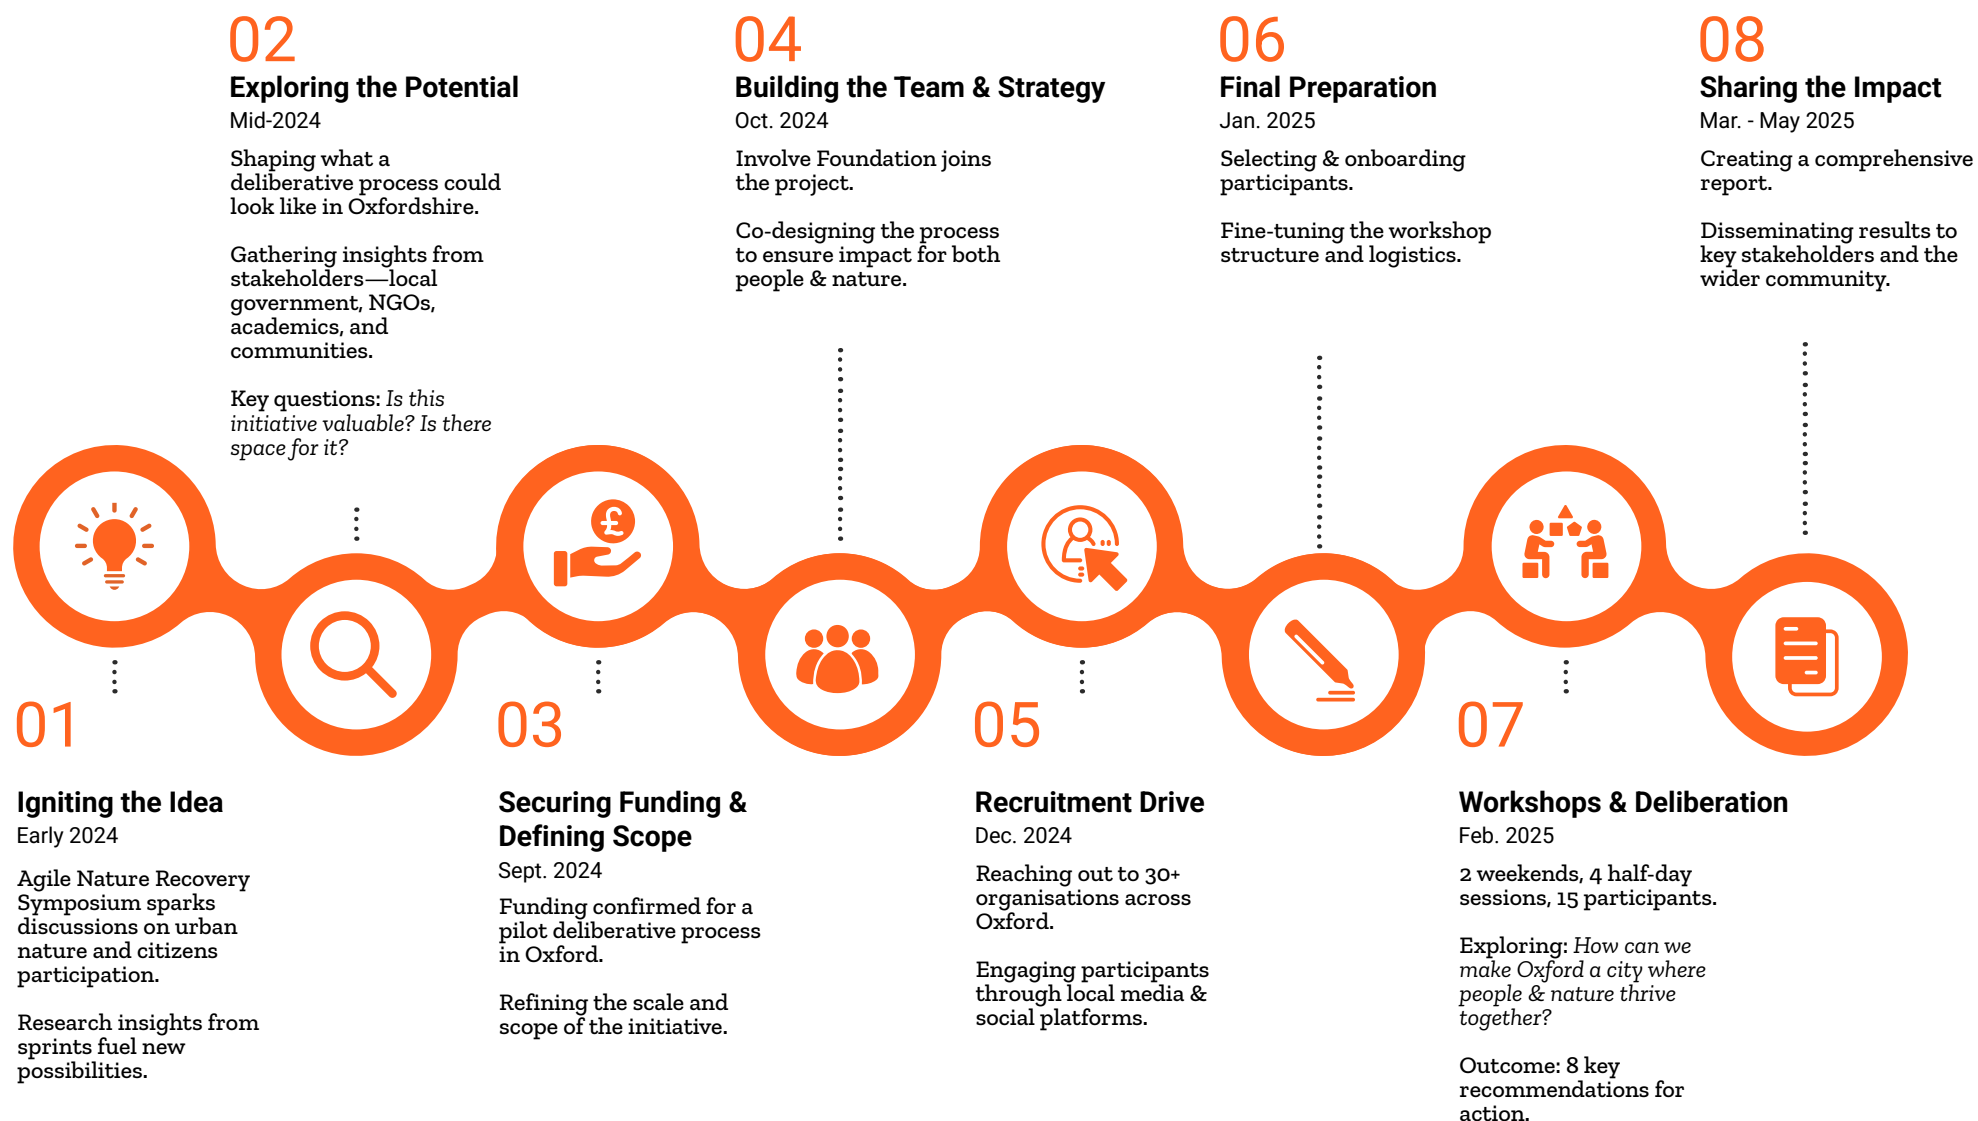 01
Igniting the Idea
Early 2024
Agile Nature Recovery
Symposium sparks
discussions on urban
nature and citizens
participation.
Research insights from
sprints fuel new
possibilities.
02
Exploring the Potential
Mid-2024
Shaping what a
deliberative process could
look like in Oxfordshire.
Gathering insights from
stakeholders—local
government, NGOs,
academics, and
communities.
Key questions: Is this
initiative valuable? Is there
space for it?
03
Securing Funding &
Defining Scope
Sept. 2024
Funding confirmed for a
pilot deliberative process
in Oxford.
Refining the scale and
scope of the initiative.
04
Building the Team & Strategy
Oct. 2024
Involve Foundation joins
the project.
Co-designing the process
to ensure impact for both
people & nature.
05
Recruitment Drive
Dec. 2024
Reaching out to 30+
organisations across
Oxford.
Engaging participants
through local media &
social platforms.
06
Final Preparation
Jan. 2025
Selecting & onboarding
participants.
Fine-tuning the workshop
structure and logistics.
07
Workshops & Deliberation
Feb. 2025
2 weekends, 4 half-day
sessions, 15 participants.
Exploring: How can we
make Oxford a city where
people & nature thrive
together?
Outcome: 8 key
recommendations for
action.
08
Sharing the Impact
Mar. - May 2025
Creating a comprehensive
report.
Disseminating results to
key stakeholders and the
wider community.
£